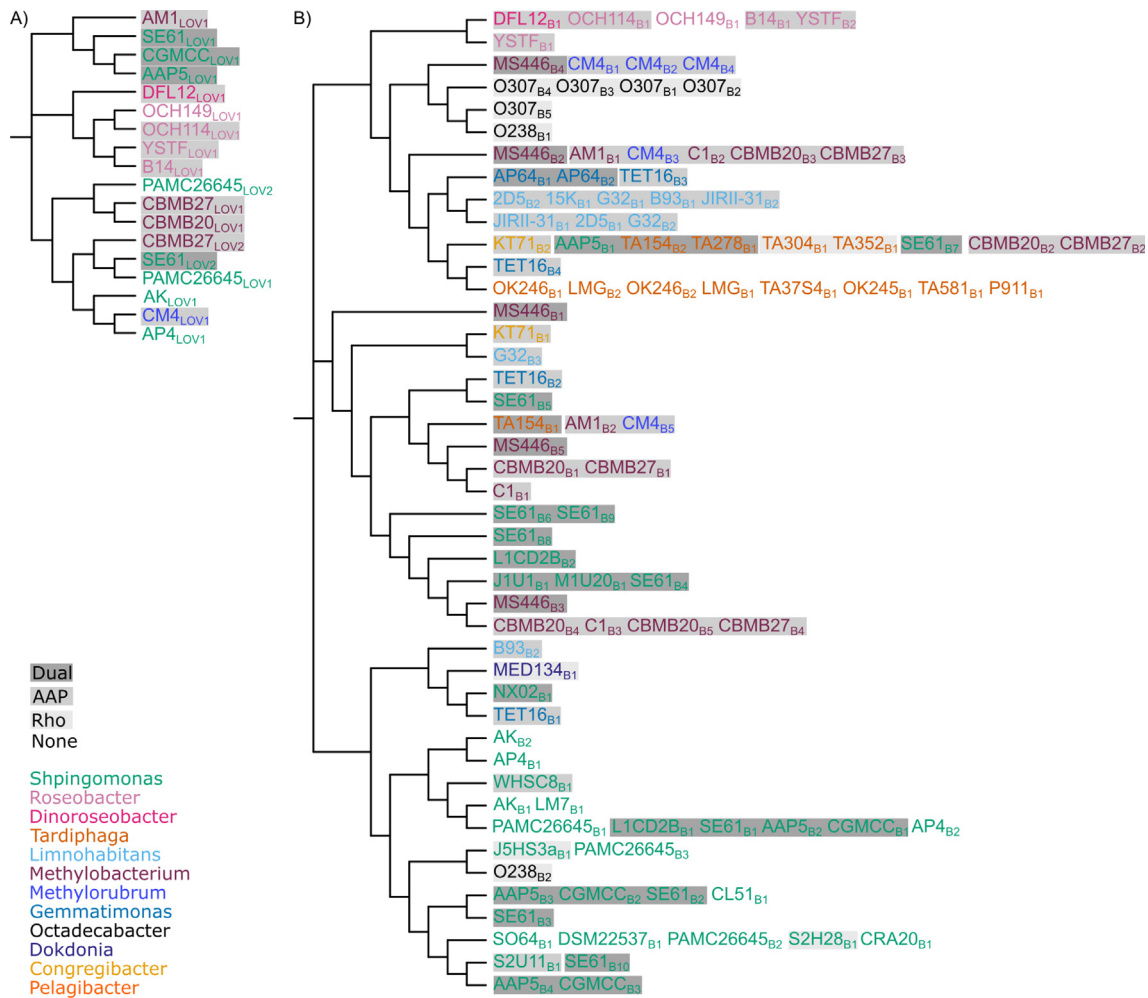 A)
AM1LOV1
SE61LOV1
CGMCCLOV1
AAP5LOV1
DFL12LOV1
OCH149LOV1
OCH114LOV1
YSTFLOV1
B14LOV1
PAMC26645LOV2
CBMB27LOV1
CBMB20LOV1
CBMB27LOV2
SE61LOV2
PAMC26645LOV1
AKLOV1
CM4LOV1
AP4LOV1
Dual
AAP
Rho
None
Shpingomonas
Roseobacter
Dinoroseobacter
Tardiphaga
Limnohabitans
Methylobacterium
Methylorubrum
Gemmatimonas
Octadecabacter
Dokdonia
Congregibacter
Pelagibacter
B)
DFL12B1 OCH114B1 OCH149B1 B14B1 YSTFB2
YSTFB1
MS446B4 CM4B1 CM4B2 CM4B4
O307B4 O307B3 O307B1 O307B2
O307B5
O238B1
MS446B2 AM1B1 CM4B3 C1B2 CBMB20B3 CBMB27B3
AP64B1 AP64B2 TET16B3
2D5B2 15KB1 G32B1 B93B1 JIRII-31B2
JIRII-31B1 2D5B1 G32B2
KT71B2 AAP5B1 TA154B2 TA278B1 TA304B1 TA352B1 SE61B7 CBMB20B2 CBMB27B2
TET16B4
OK246B1 LMGB2 OK246B2 LMGB1 TA37S4B1 OK245B1 TA581B1 P911B1
MS446B1
KT71B1
G32B3
TET16B2
SE61B5
TA154B1 AM1B2 CM4B5
MS446B5
CBMB20B1 CBMB27B1
C1B1
SE61B6 SE61B9
SE61B8
L1CD2BB2
J1U1B1 M1U20B1 SE61B4
MS446B3
CBMB20B4 C1B3 CBMB20B5 CBMB27B4
B93B2
MED134B1
NX02B1
TET16B1
AKB2
AP4B1
WHSC8B1
AKB1 LM7B1
PAMC26645B1 L1CD2BB1 SE61B1 AAP5B2 CGMCCB1 AP4B2
J5HS3aB1 PAMC26645B3
O238B2
AAP5B3 CGMCCB2 SE61B2 CL51B1
SE61B3
SO64B1 DSM22537B1 PAMC26645B2 S2H28B1 CRA20B1
S2U11B1 SE61B10
AAP5B4 CGMCCB3